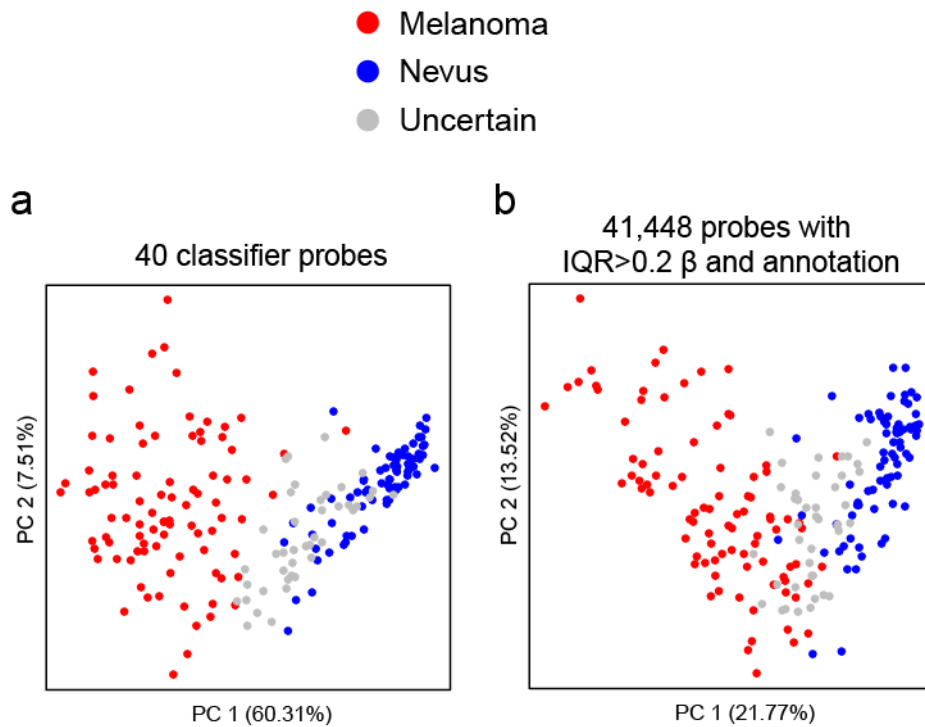 Melanoma
Nevus
Uncertain
a
40 classifier probes
PC 2 (7.51%)
PC 1 (60.31%)
b
41,448 probes with
IQR>0.2 β and annotation
PC 2 (13.52%)
PC 1 (21.77%)